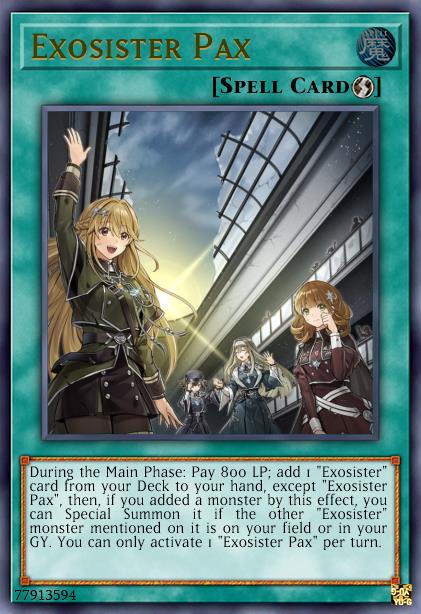 Exosister Pax
[Spell Card]
During the Main Phase: Pay 800 LP; add 1 "Exosister"
card from your Deck to your hand, except "Exosister
Pax", then, if you added a monster by this effect, you
can Special Summon it if the other "Exosister"
monster mentioned on it is on your field or in your
GY. You can only activate 1 "Exosister Pax" per turn.
77913594